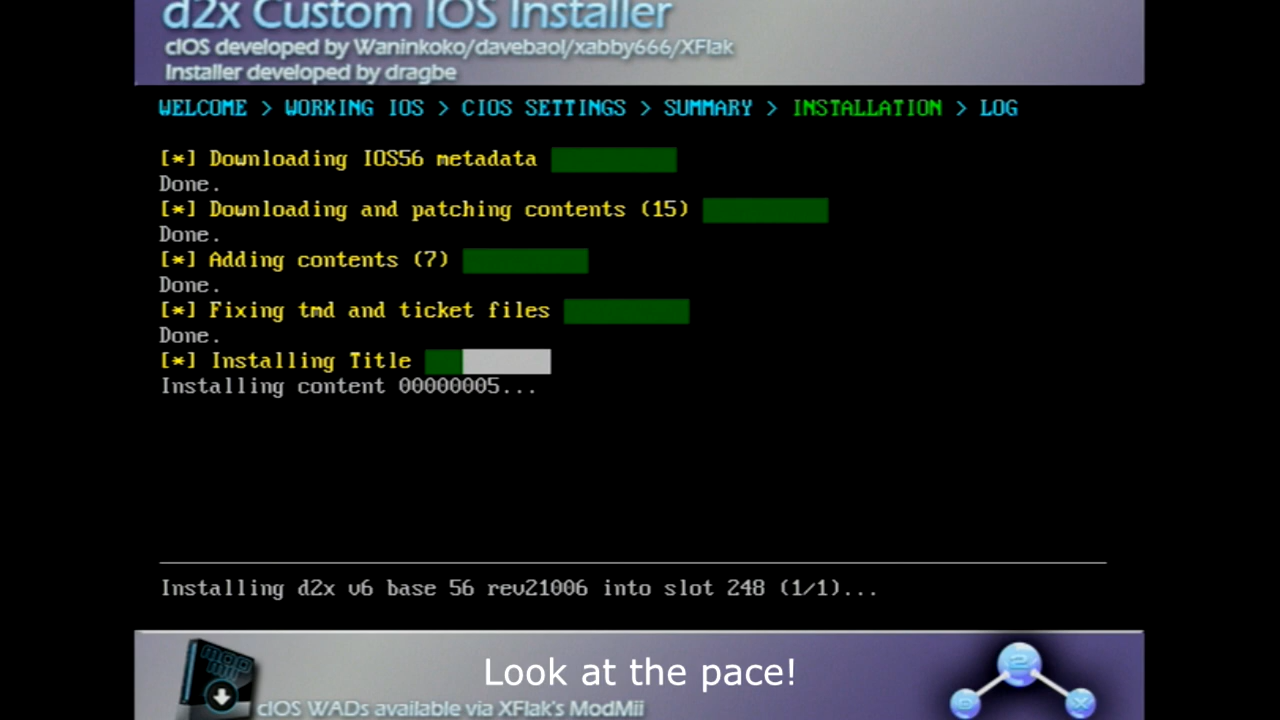 d2x Custom IOS Installer
cIOS developed by Waninkoko/davebaol/xabby666/XFlak
Installer developed by dragbe
WELCOME > WORKING IOS > CIOS SETTINGS > SUMMARY > INSTALLATION > LOG
[*] Downloading IOS56 metadata
Done.
[*] Downloading and patching contents (15)
Done.
[*] Adding contents (7)
Done.
[*] Fixing tmd and ticket files
Done.
[*] Installing Title
Installing content 00000005...
Installing d2x v6 base 56 rev21006 into slot 248 (1/1)...
MOD MII
Look at the pace!
cIOS WADs available via XFlak's ModMii
2
D X